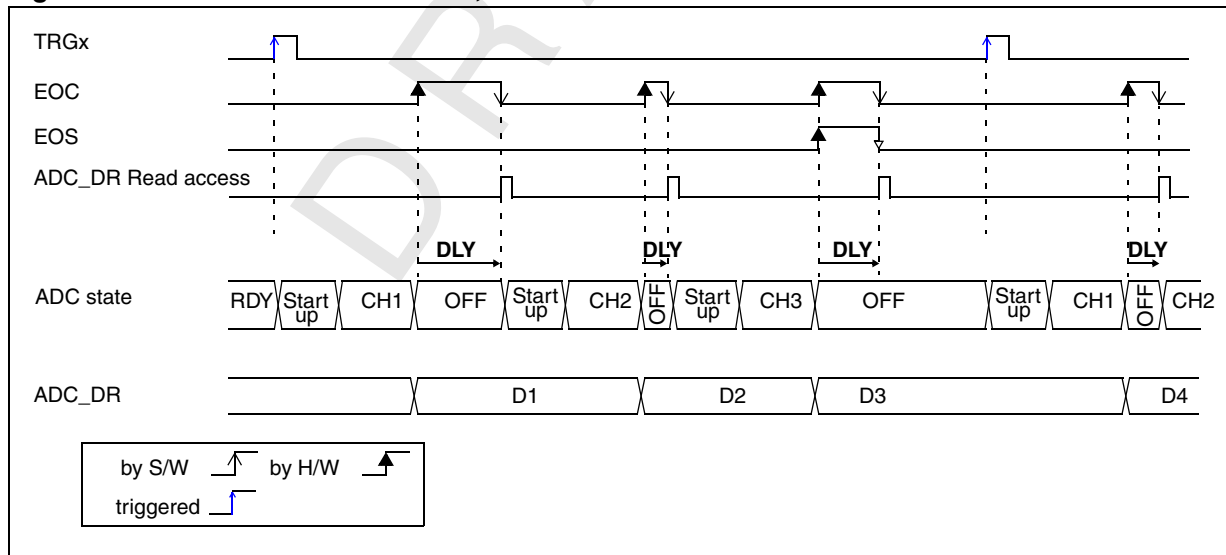 TRGx
EOC
EOS
ADC_DR Read access
DLY DLY DLY DLY
ADC state RDY Start up CH1 OFF Start up CH2 OFF Start up CH3 OFF Start up CH1 OFF CH2
ADC_DR D1 D2 D3 D4
by S/W by H/W
triggered